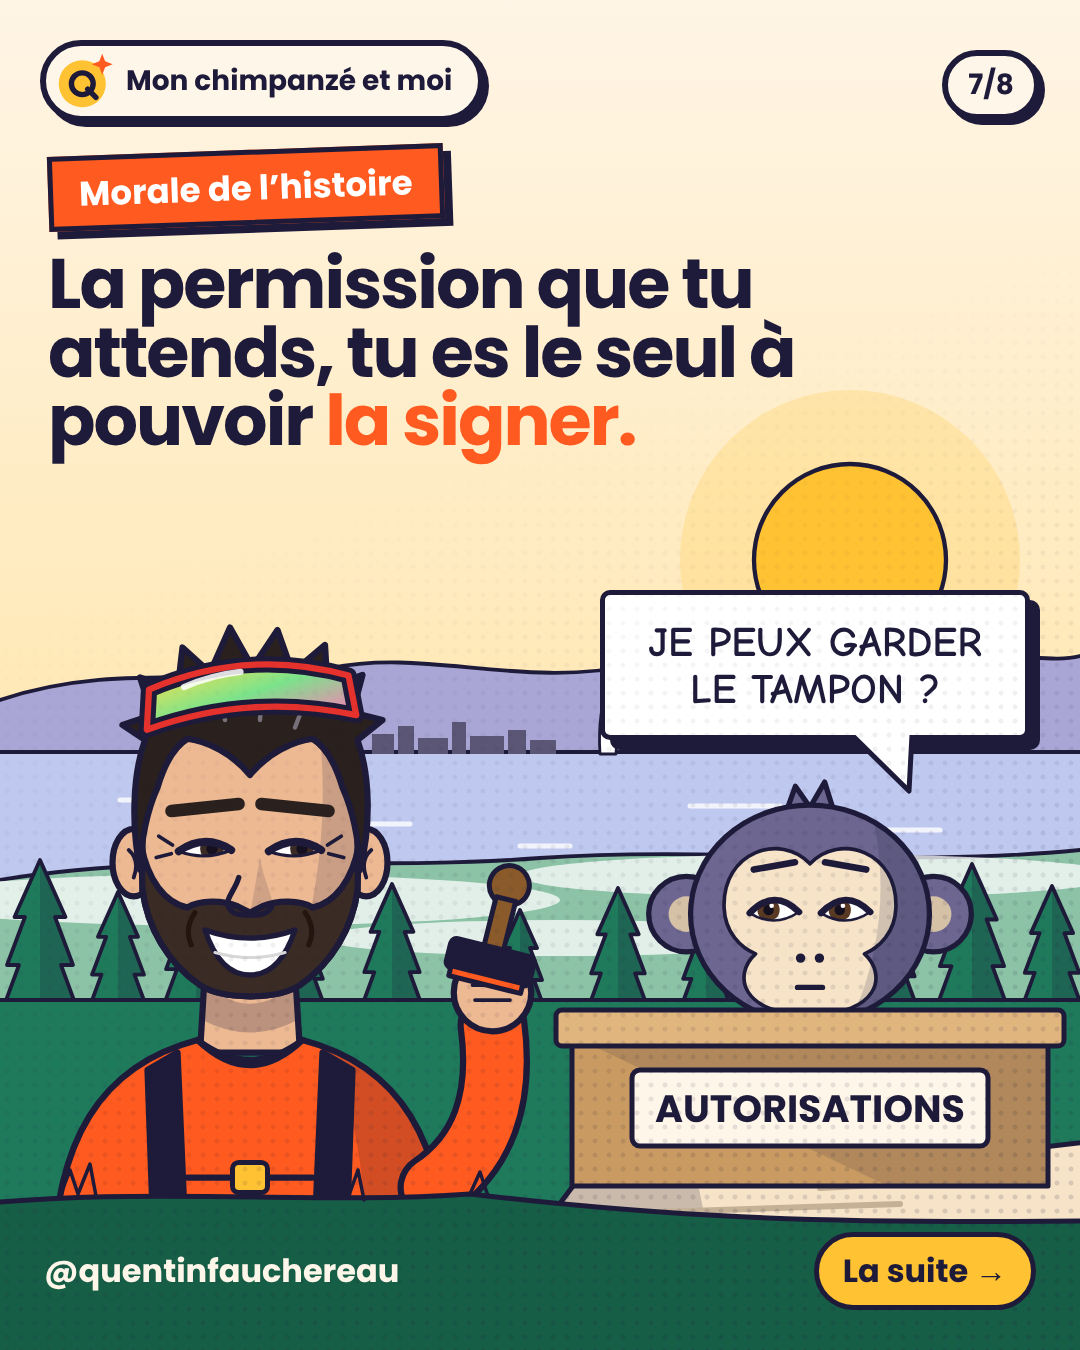 Q
Mon chimpanzé et moi
7/8
Morale de l’histoire
La permission que tu
attends, tu es le seul à
pouvoir la signer.
JE PEUX GARDER
LE TAMPON ?
AUTORISATIONS
@quentinfauchereau
La suite →